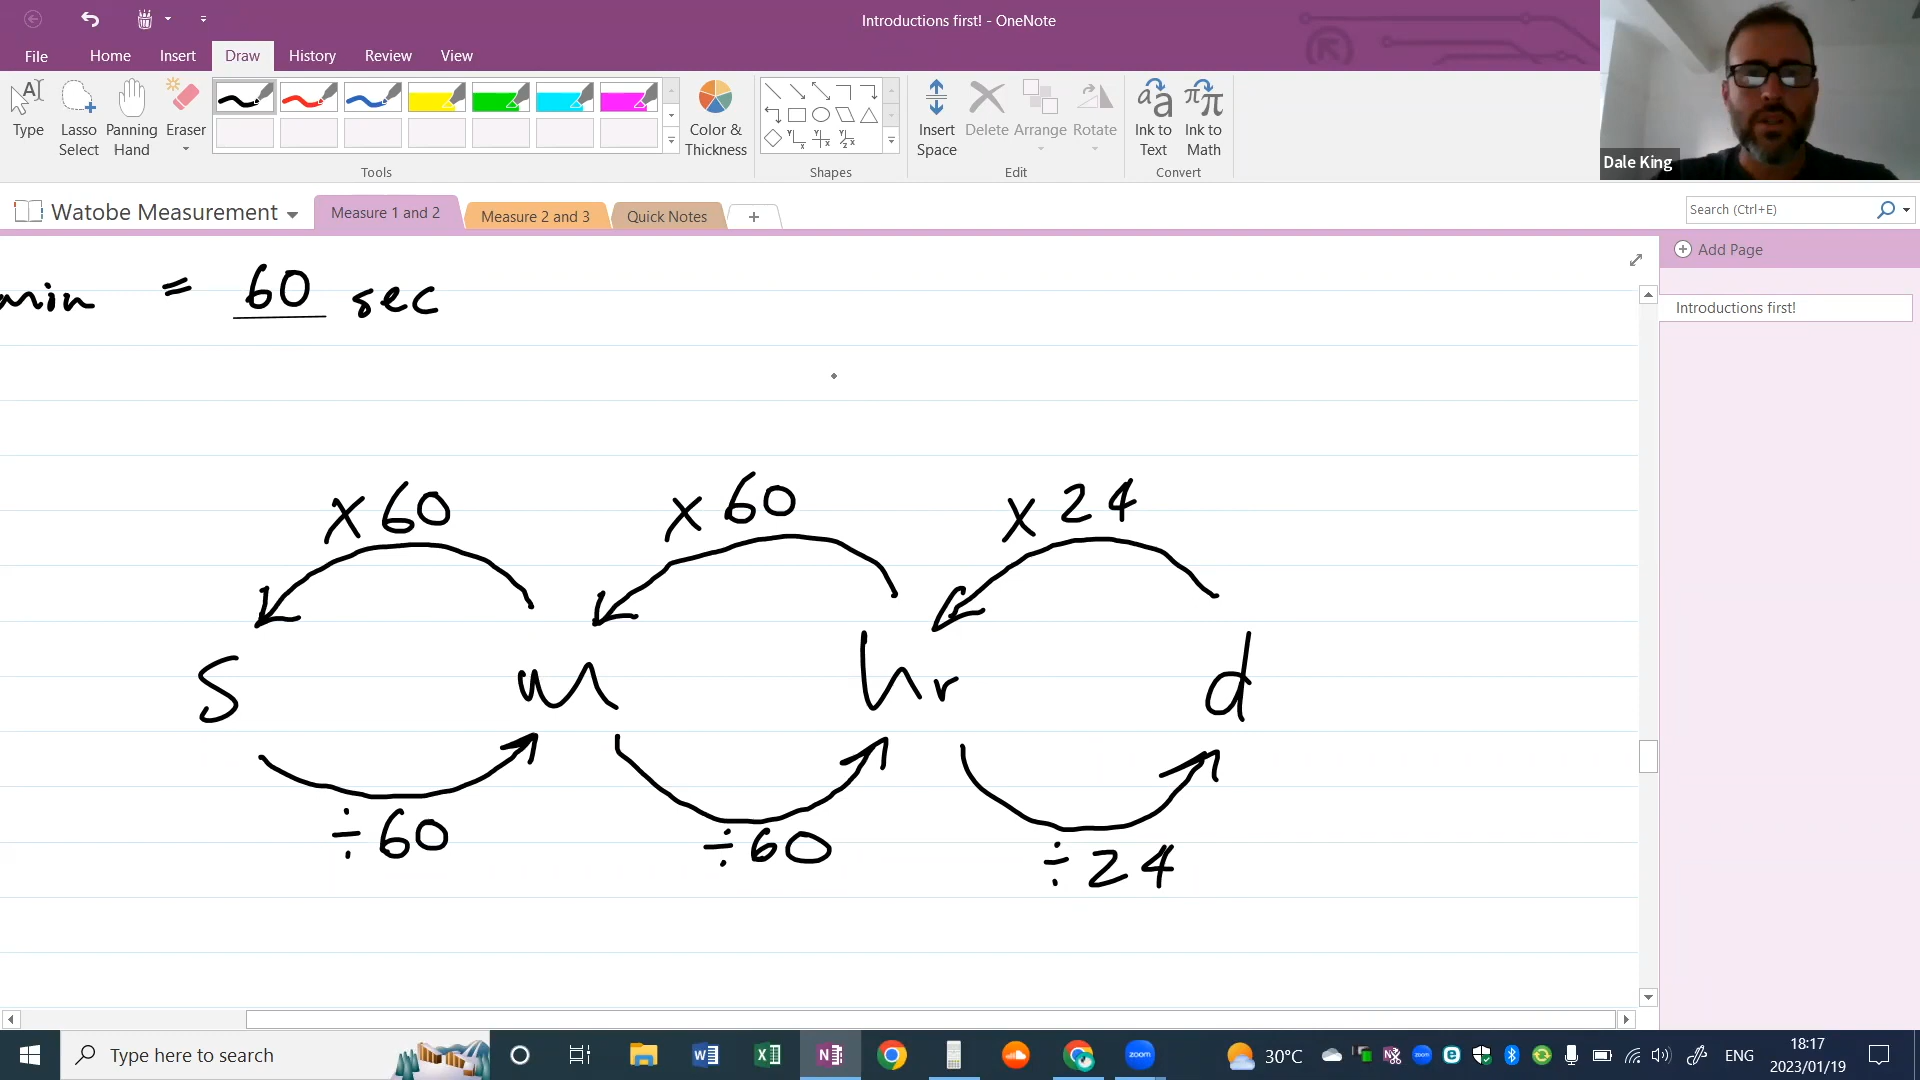 Introductions first! - OneNote
File Home Insert Draw History Review View
Type Lasso Select Panning Hand Eraser Color & Thickness Insert Space Delete Arrange Rotate Ink to Text Ink to Math
Tools Shapes Edit Convert
Dale King
Watobe Measurement Measure 1 and 2 Measure 2 and 3 Quick Notes + Search (Ctrl+E)
Add Page
Introductions first!
min = 60 sec
x 60 x 60 x 24
s m hr d
÷ 60 ÷ 60 ÷ 24
Type here to search
30°C ENG 18:17
2023/01/19